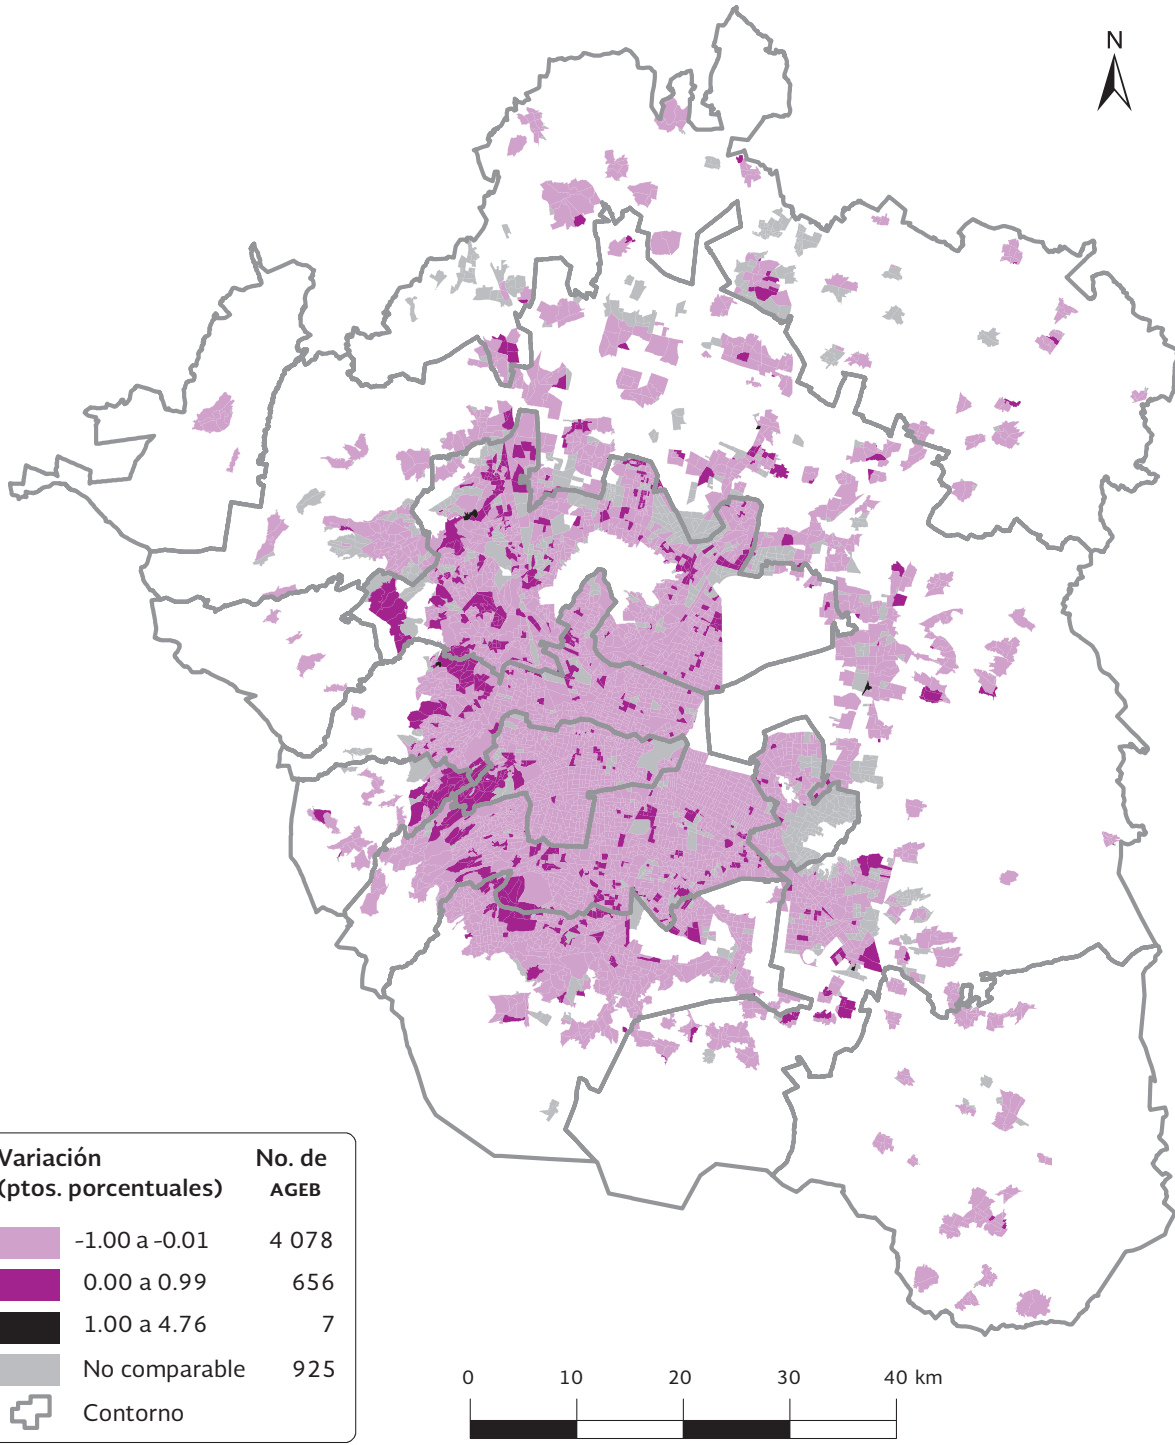 N
Variación No. de
(ptos. porcentuales) AGEB
-1.00 a -0.01 4 078
0.00 a 0.99 656
1.00 a 4.76 7
No comparable 925
Contorno
0 10 20 30 40 km